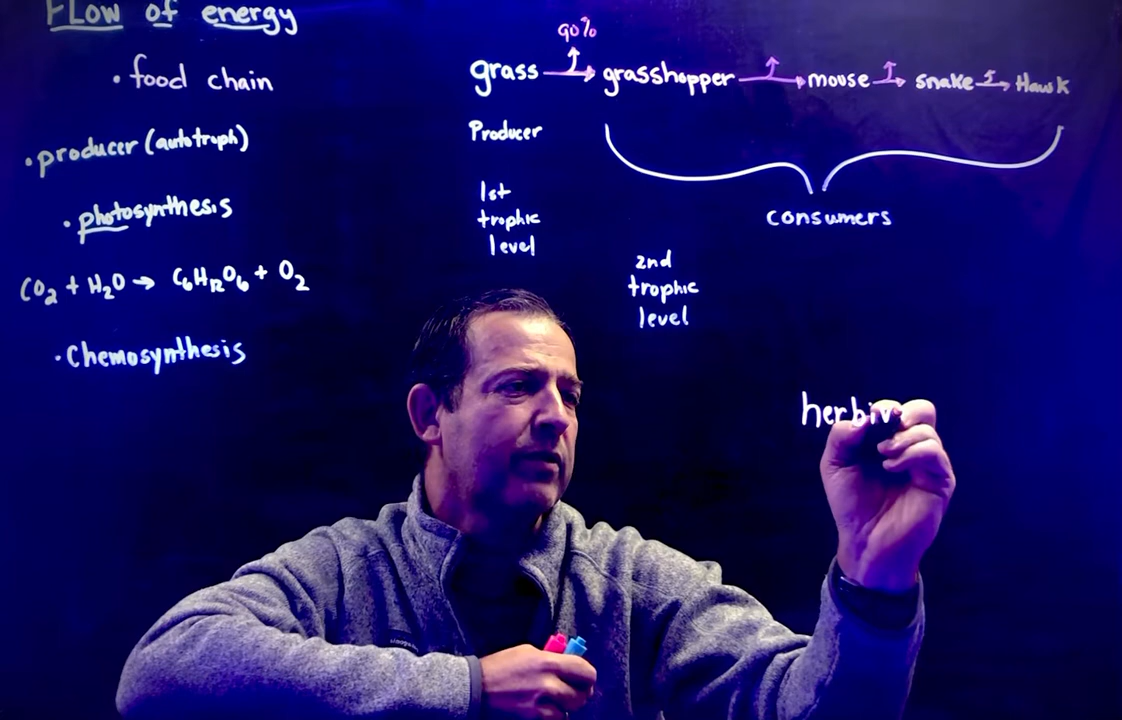 Flow of energy
• food chain
• producer (autotroph)
• photosynthesis
CO2 + H2O → C6H12O6 + O2
• Chemosynthesis
90%
grass → grasshopper → mouse → snake → Hawk
Producer
1st
trophic
level
consumers
2nd
trophic
level
herbiv